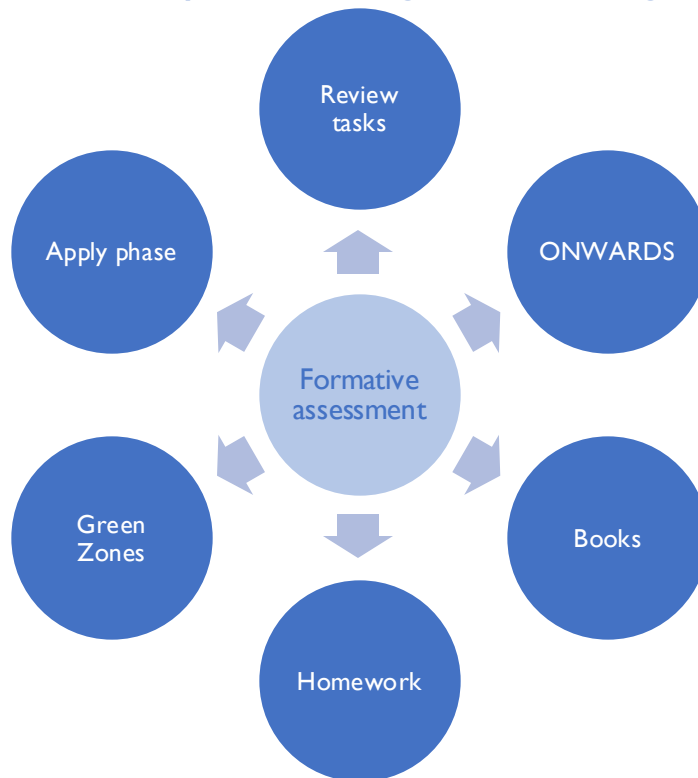 Review
tasks
ONWARDS
Books
Homework
Green
Zones
Apply phase
Formative
assessment